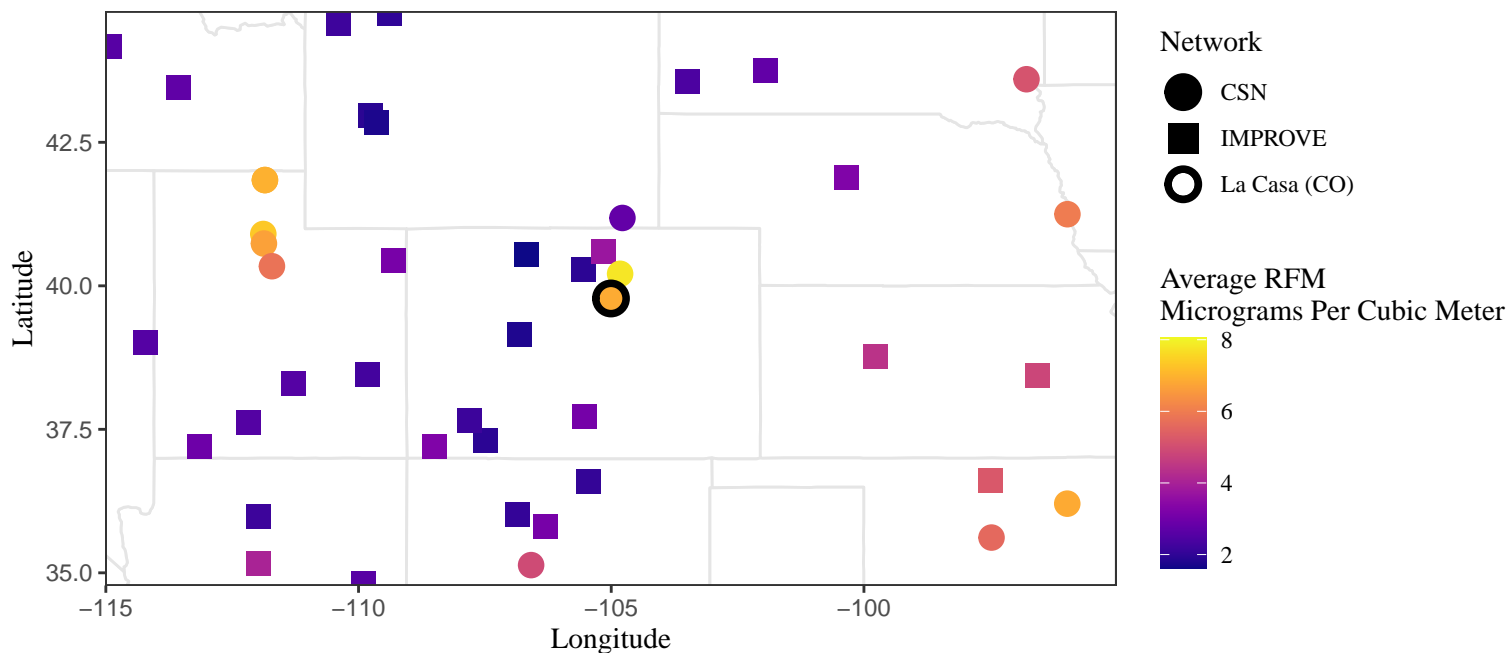 Latitude
42.5
40.0
37.5
35.0
−115
−110
−105
−100
Longitude
Network
CSN
IMPROVE
La Casa (CO)
Average RFM
Micrograms Per Cubic Meter
8
6
4
2